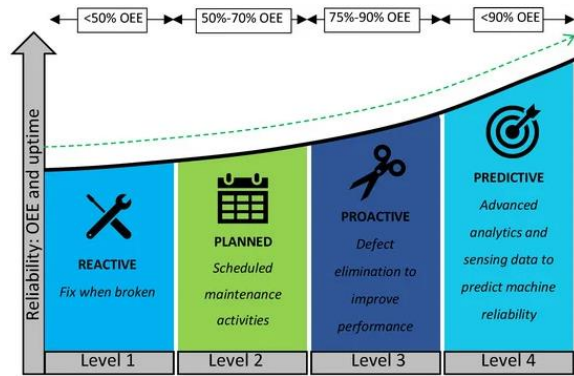 <50% OEE
50%-70% OEE
75%-90% OEE
<90% OEE
Reliability: OEE and uptime
REACTIVE
Fix when broken
PLANNED
Scheduled
maintenance
activities
PROACTIVE
Defect
elimination to
improve
performance
PREDICTIVE
Advanced
analytics and
sensing data to
predict machine
reliability
Level 1
Level 2
Level 3
Level 4